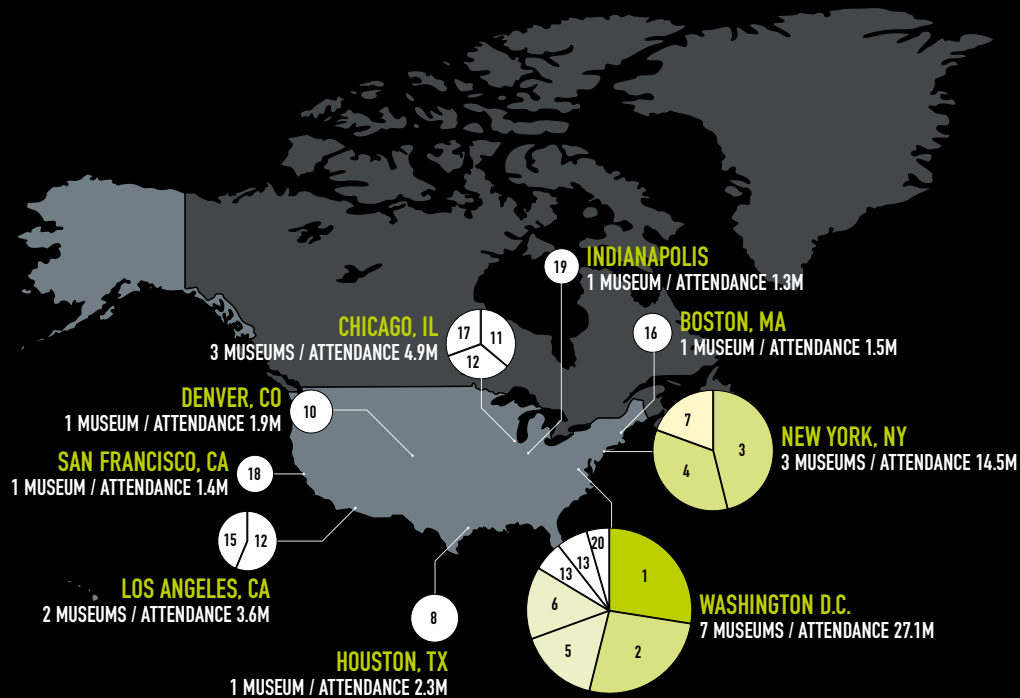 19
INDIANAPOLIS
1 MUSEUM / ATTENDANCE 1.3M
CHICAGO, IL
3 MUSEUMS / ATTENDANCE 4.9M
17
11
12
16
BOSTON, MA
1 MUSEUM / ATTENDANCE 1.5M
DENVER, CO
1 MUSEUM / ATTENDANCE 1.9M
10
7
3
4
NEW YORK, NY
3 MUSEUMS / ATTENDANCE 14.5M
SAN FRANCISCO, CA
1 MUSEUM / ATTENDANCE 1.4M
18
15
12
LOS ANGELES, CA
2 MUSEUMS / ATTENDANCE 3.6M
8
HOUSTON, TX
1 MUSEUM / ATTENDANCE 2.3M
20
13
13
1
6
5
2
WASHINGTON D.C.
7 MUSEUMS / ATTENDANCE 27.1M